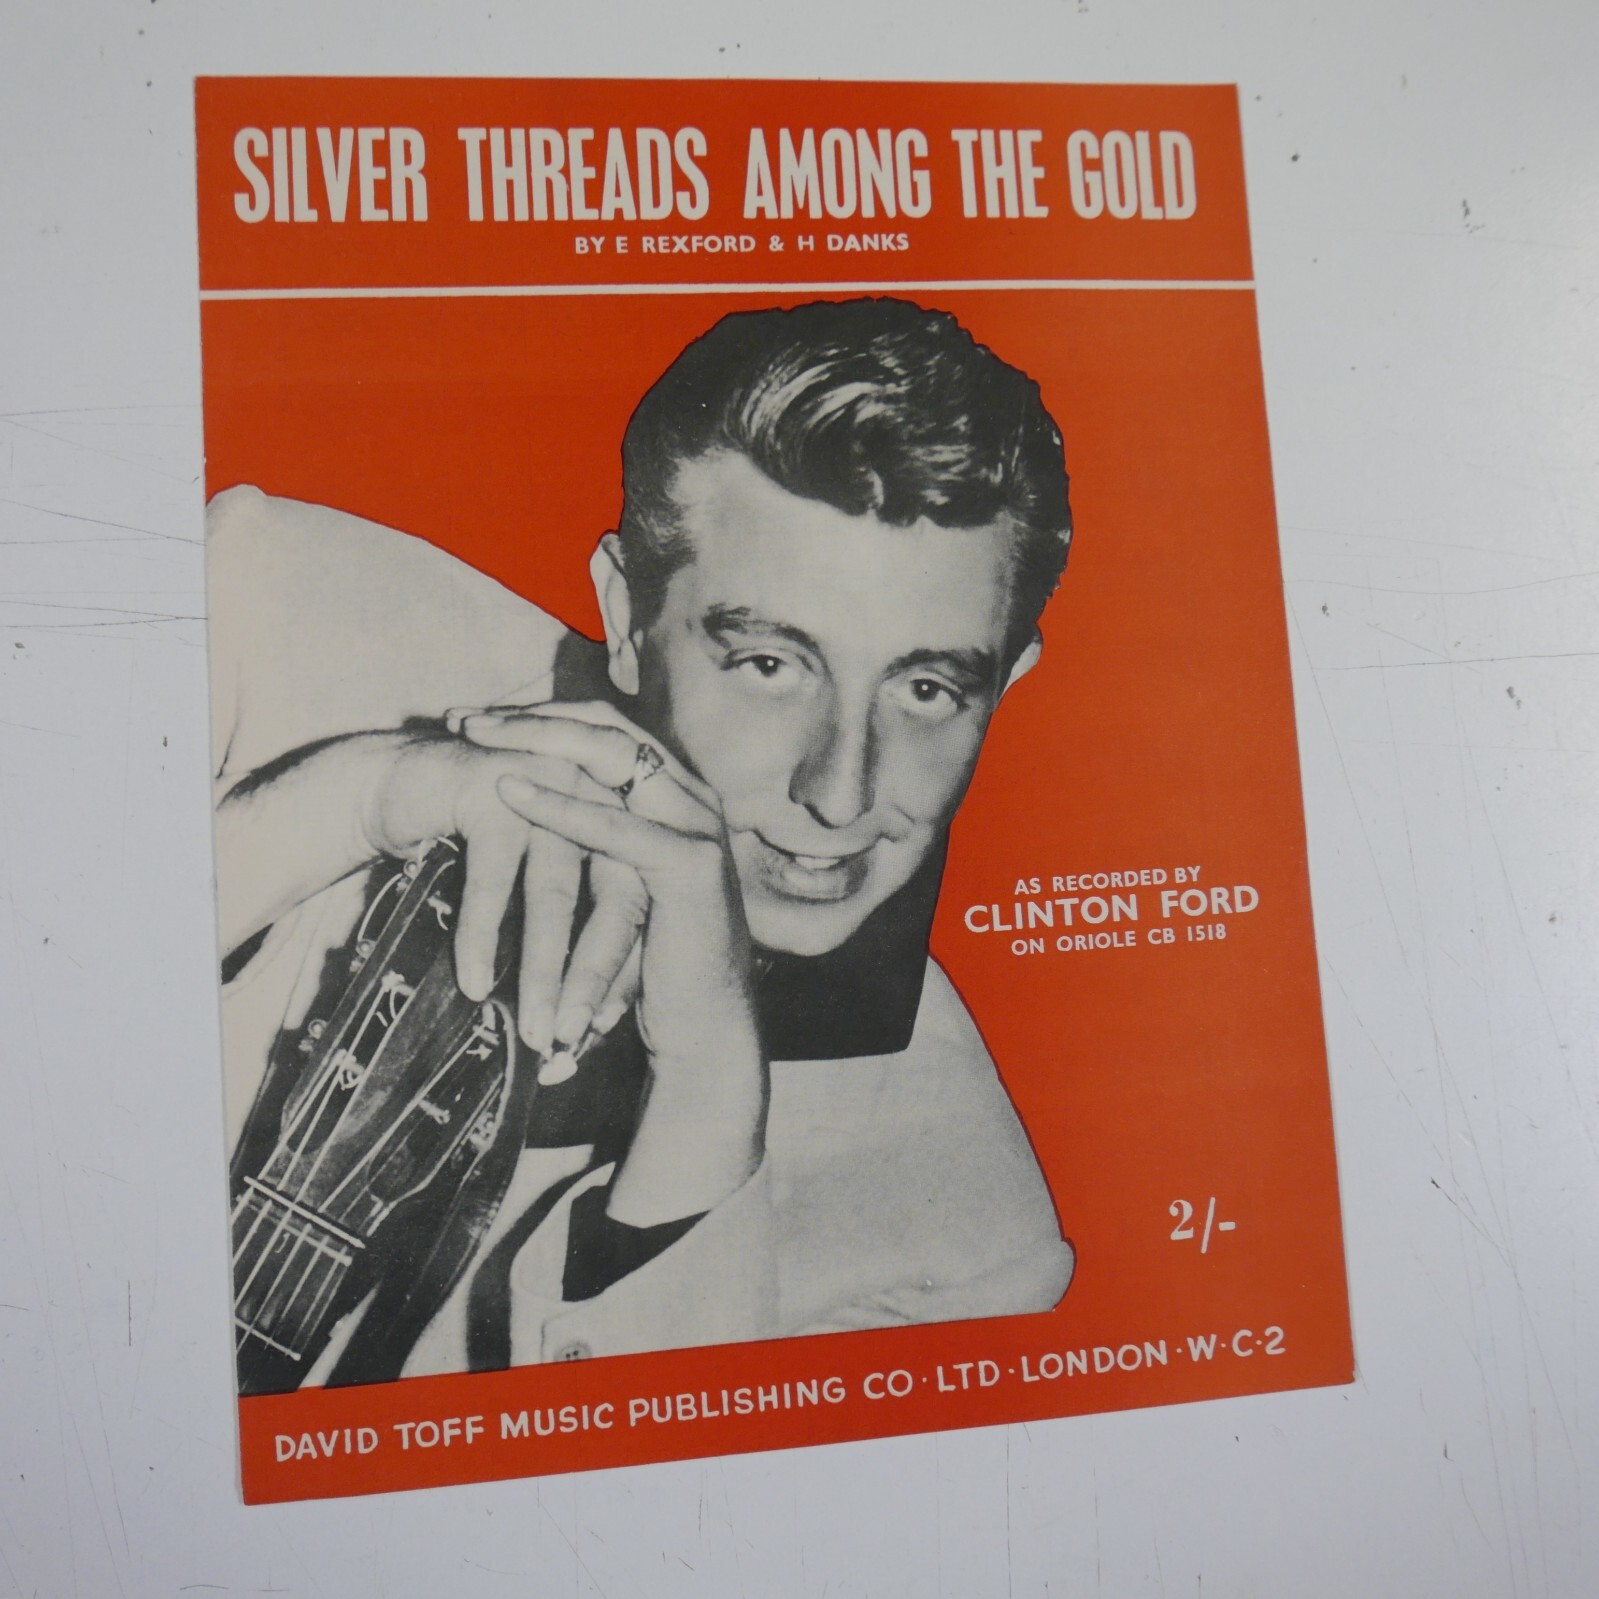 SILVER THREADS AMONG THE GOLD
BY E REXFORD & H DANKS
AS RECORDED BY
CLINTON FORD
ON ORIOLE CB 1518
2/-
DAVID TOFF MUSIC PUBLISHING CO · LTD · LONDON · W · C · 2